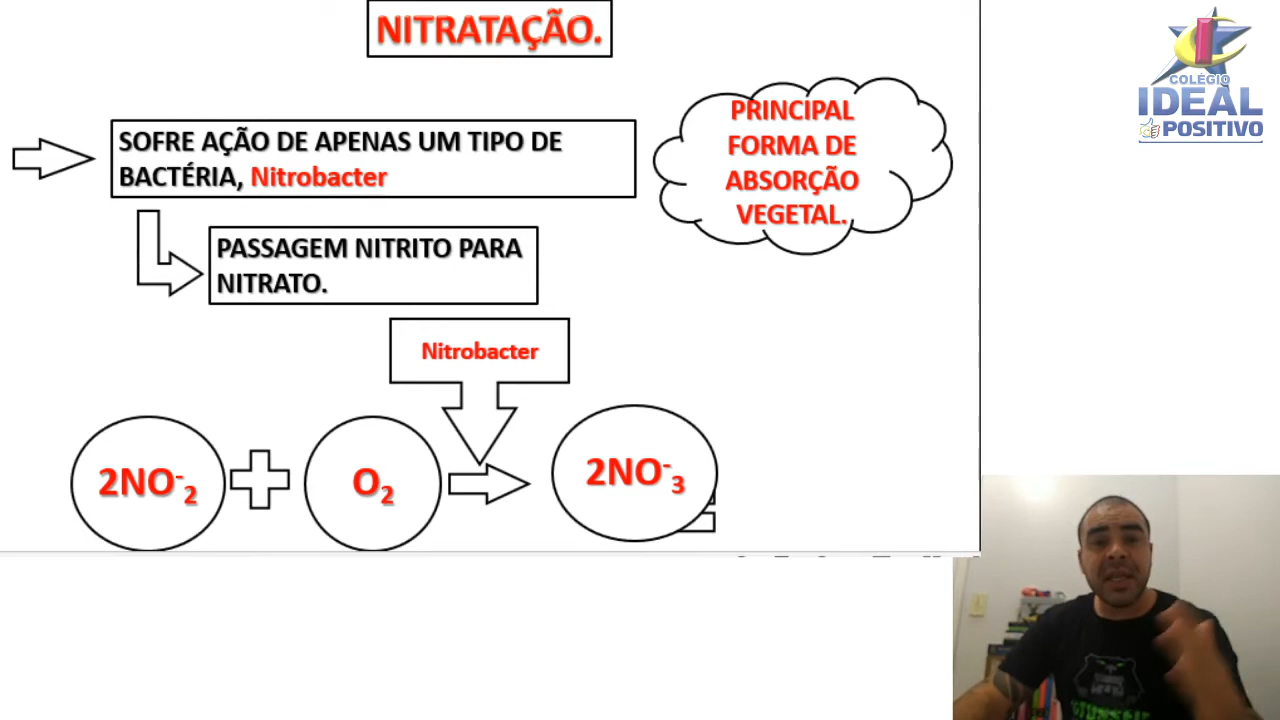 NITRATAÇÃO.
COLÉGIO
IDEAL
POSITIVO
SOFRE AÇÃO DE APENAS UM TIPO DE
BACTÉRIA, Nitrobacter
PRINCIPAL
FORMA DE
ABSORÇÃO
VEGETAL.
PASSAGEM NITRITO PARA
NITRATO.
Nitrobacter
2NO⁻₂
O₂
2NO⁻₃